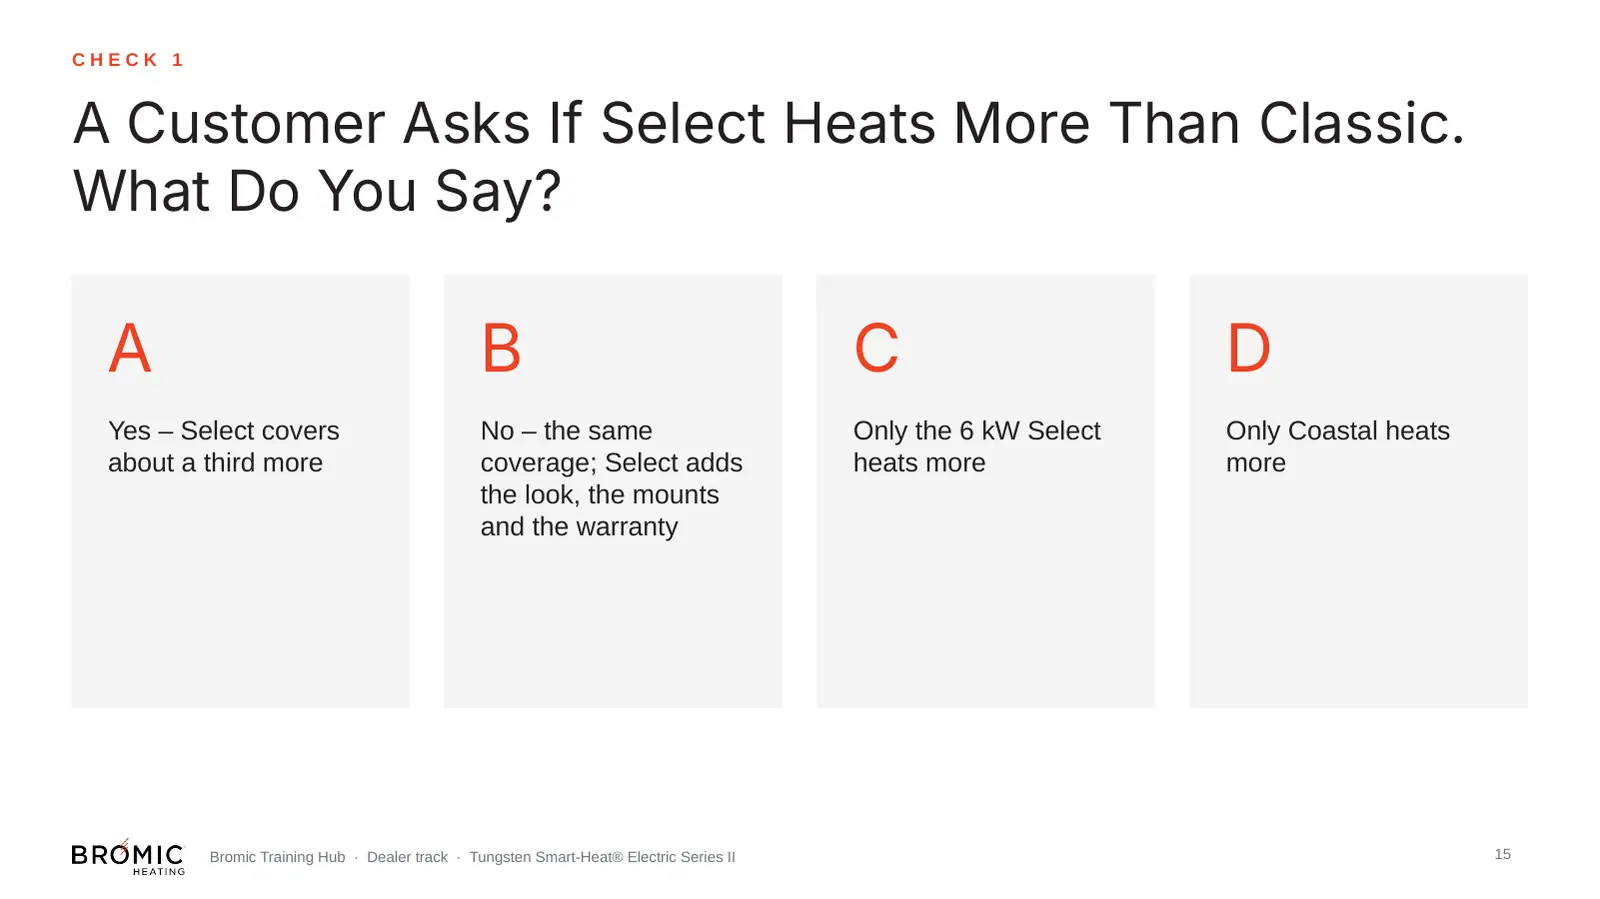 CHECK 1
A Customer Asks If Select Heats More Than Classic.
What Do You Say?
A
Yes – Select covers
about a third more
B
No – the same
coverage; Select adds
the look, the mounts
and the warranty
C
Only the 6 kW Select
heats more
D
Only Coastal heats
more
BROMIC
HEATING
Bromic Training Hub · Dealer track · Tungsten Smart-Heat® Electric Series II
15